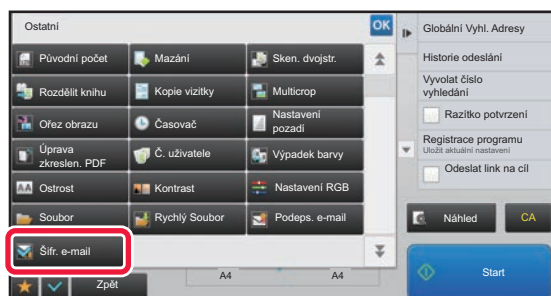 Ostatní
OK
Původní počet
Mazání
Sken. dvojstr.
Rozdělit knihu
Kopie vizitky
Multicrop
Ořez obrazu
Časovač
Nastavení
pozadí
Úprava
zkreslen. PDF
Č. uživatele
Výpadek barvy
AA Ostrost
Kontrast
Nastavení RGB
Soubor
Rychlý Soubor
Podeps. e-mail
Šifr. e-mail
Zpět
A4
A4
Globální Vyhl. Adresy
Historie odeslání
Vyvolat číslo
vyhledání
Razítko potvrzení
Registrace programu
Uložit aktuální nastavení
Odeslat link na cíl
Náhled
CA
Start